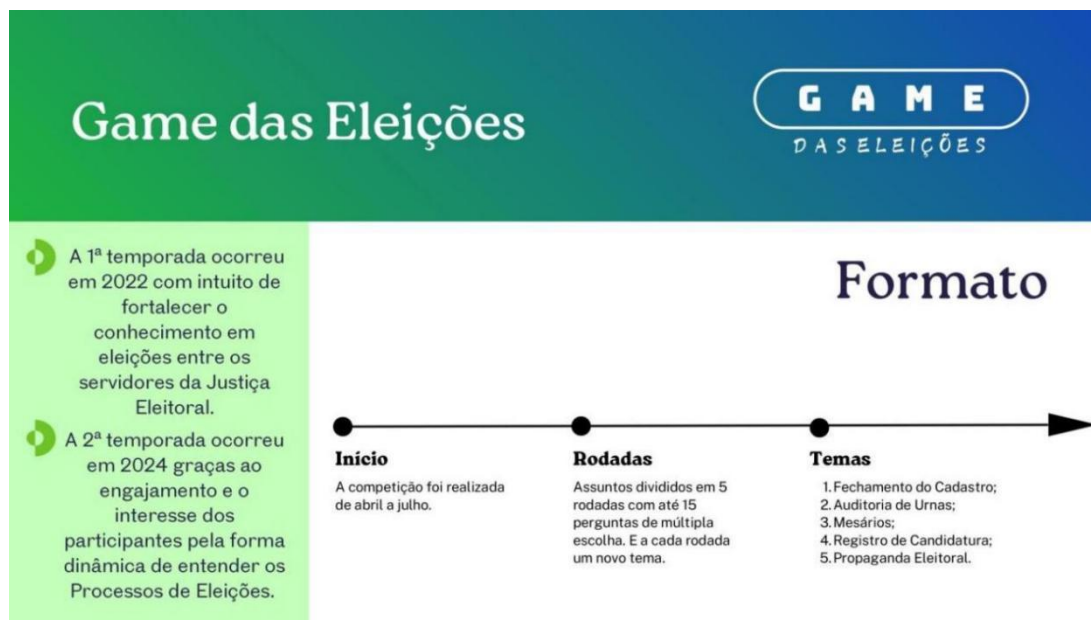 Game das Eleições
GAME
DAS ELEIÇÕES
A 1ª temporada ocorreu
em 2022 com intuito de
fortalecer o
conhecimento em
eleições entre os
servidores da Justiça
Eleitoral.
A 2ª temporada ocorreu
em 2024 graças ao
engajamento e o
interesse dos
participantes pela forma
dinâmica de entender os
Processos de Eleições.
Formato
Início
A competição foi realizada
de abril a julho.
Rodadas
Assuntos divididos em 5
rodadas com até 15
perguntas de múltipla
escolha. E a cada rodada
um novo tema.
Temas
1. Fechamento do Cadastro;
2. Auditoria de Urnas;
3. Mesários;
4. Registro de Candidatura;
5. Propaganda Eleitoral.